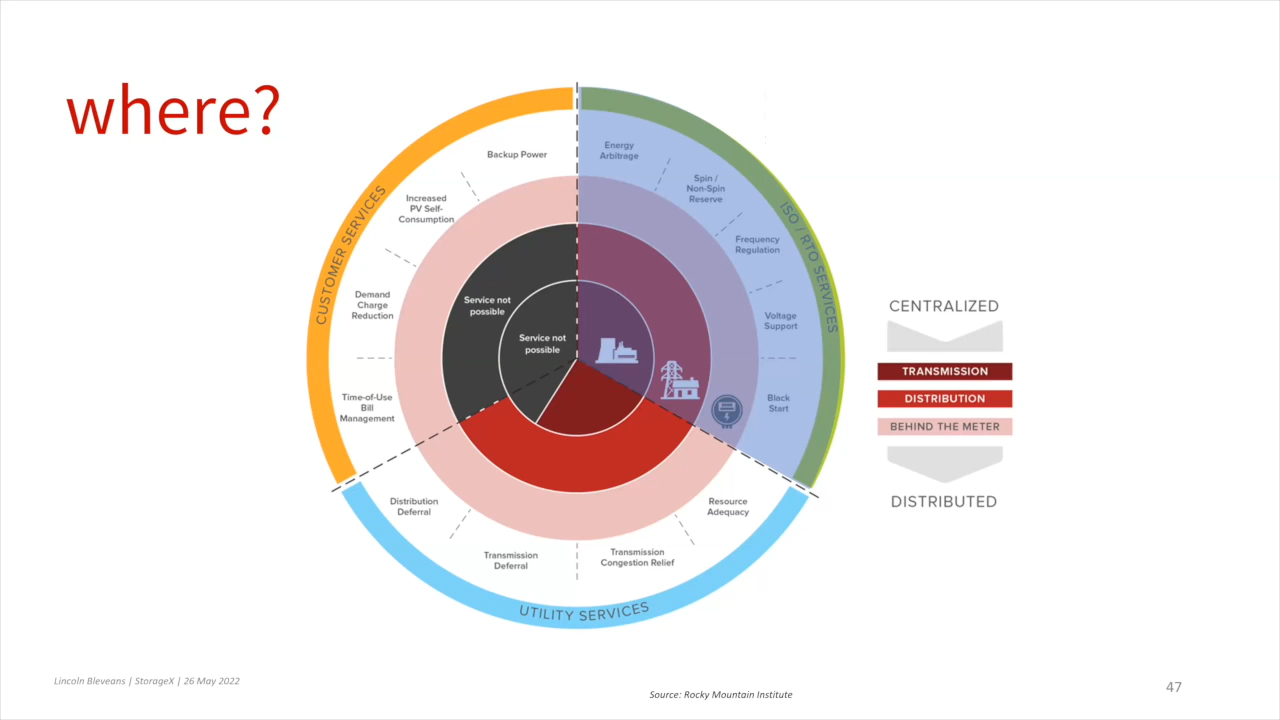 where?
CUSTOMER SERVICES
ISO / RTO SERVICES
UTILITY SERVICES
Backup Power
Increased
PV Self-
Consumption
Demand
Charge
Reduction
Time-of-Use
Bill
Management
Energy
Arbitrage
Spin /
Non-Spin
Reserve
Frequency
Regulation
Voltage
Support
Black
Start
Resource
Adequacy
Transmission
Congestion Relief
Transmission
Deferral
Distribution
Deferral
Service not
possible
Service not
possible
CENTRALIZED
TRANSMISSION
DISTRIBUTION
BEHIND THE METER
DISTRIBUTED
Lincoln Bleveans | StorageX | 26 May 2022
Source: Rocky Mountain Institute
47